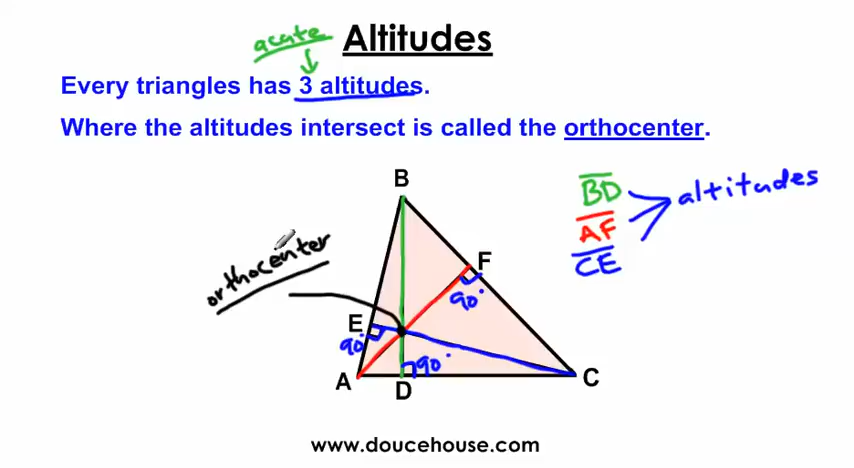 acute
Altitudes
Every triangles has 3 altitudes.
Where the altitudes intersect is called the orthocenter.
B
BD
AF
CE
altitudes
orthocenter
F
90°
E
90°
90°
A
D
C
www.doucehouse.com